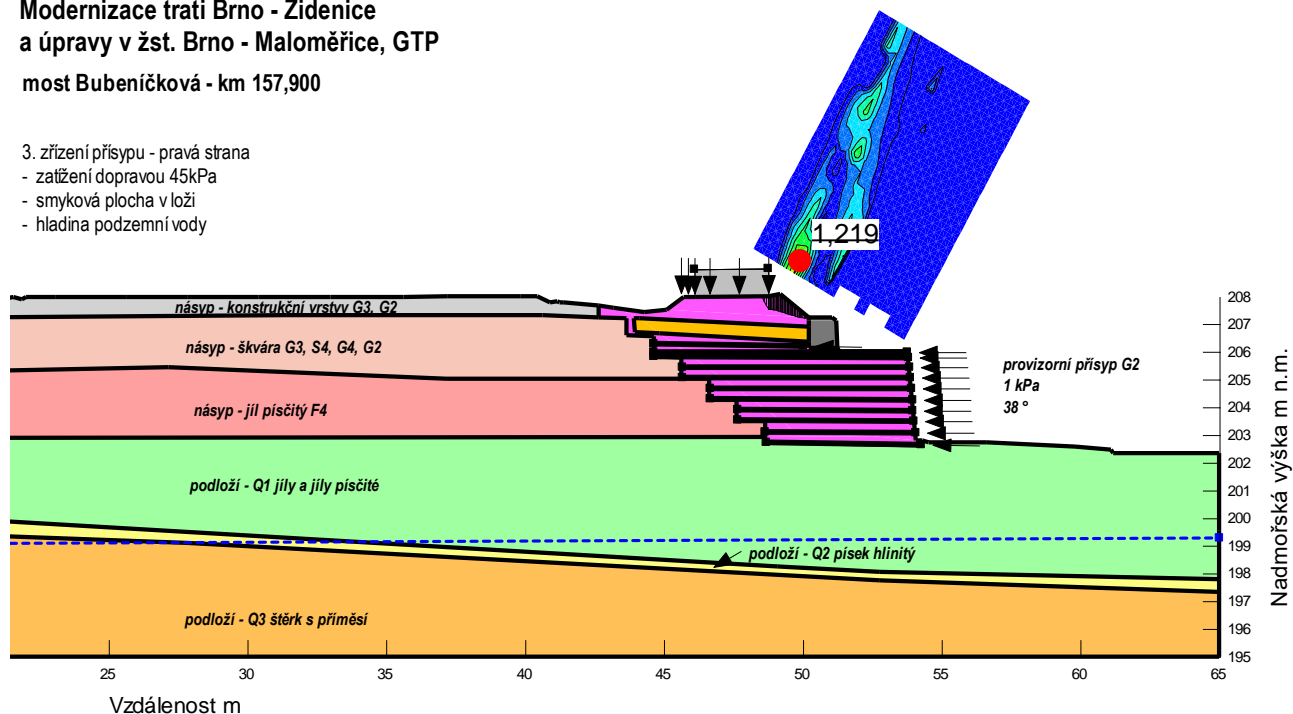 Modernizace trati Brno - Židenice
a úpravy v žst. Brno - Maloměřice, GTP
most Bubeníčková - km 157,900
3. zřízení přísypu - pravá strana
- zatížení dopravou 45kPa
- smyková plocha v loži
- hladina podzemní vody
1,219
násyp - konstrukční vrstvy G3, G2
násyp - škvára G3, S4, G4, G2
násyp - jíl písčitý F4
podloží - Q1 jíly a jíly písčité
podloží - Q2 písek hlinitý
podloží - Q3 štěrk s příměsí
provizorní přísyp G2
1 kPa
38 °
208
207
206
205
204
203
202
201
200
199
198
197
196
195
Nadmořská výška m n.m.
25 30 35 40 45 50 55 60 65
Vzdálenost m